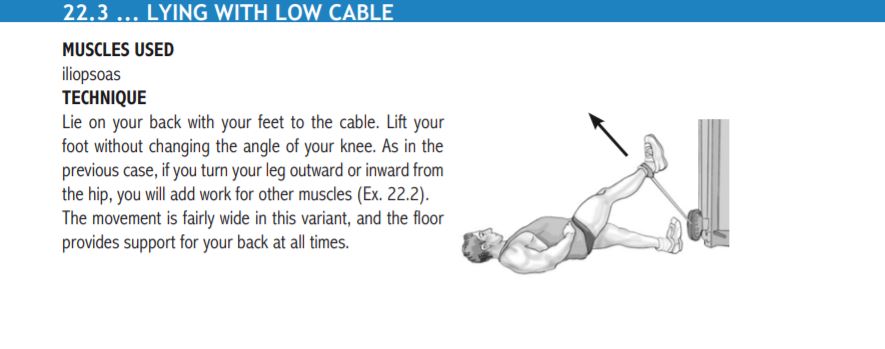 22.3 ... LYING WITH LOW CABLE
MUSCLES USED
iliopsoas
TECHNIQUE
Lie on your back with your feet to the cable. Lift your
foot without changing the angle of your knee. As in the
previous case, if you turn your leg outward or inward from
the hip, you will add work for other muscles (Ex. 22.2).
The movement is fairly wide in this variant, and the floor
provides support for your back at all times.